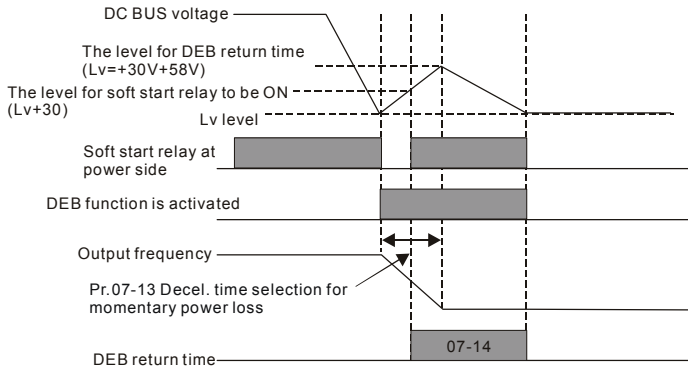 DC BUS voltage
The level for DEB return time
(Lv=+30V+58V)
The level for soft start relay to be ON
(Lv+30)
Lv level
Soft start relay at
power side
DEB function is activated
Output frequency
Pr.07-13 Decel. time selection for
momentary power loss
07-14
DEB return time